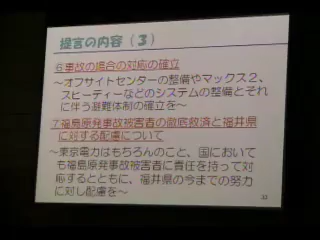 提言の内容（３）
６事故の場合の対応の確立
～オフサイトセンターの整備やマックス２、
スピーディーなどのシステムの整備とそれ
に伴う避難体制の確立を～
７福島原発事故被害者の徹底救済と福井県
に対する配慮について
～東京電力はもちろんのこと、国において
も福島原発事故被害者に責任を持って対
応するとともに、福井県の今までの努力
に対し配慮を～
32